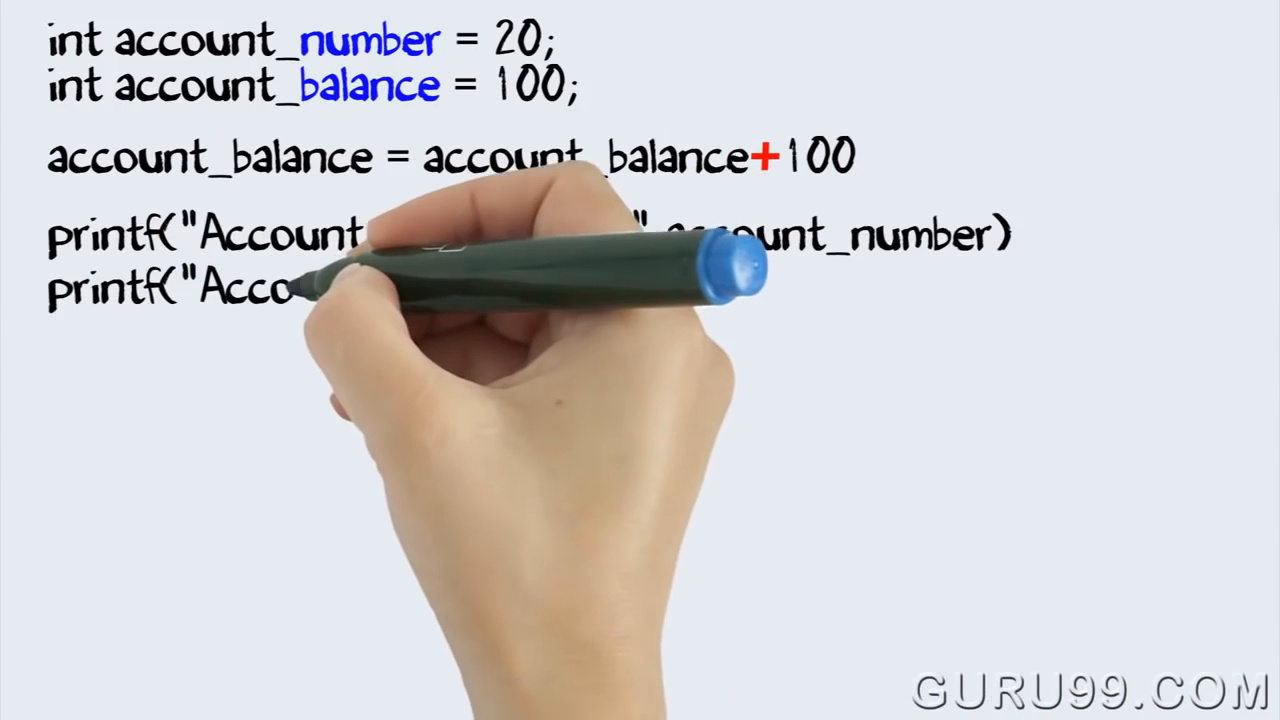 int account_number = 20;
int account_balance = 100;
account_balance = account_balance+100
printf("Account " account_number)
printf("Acco
GURU99.COM